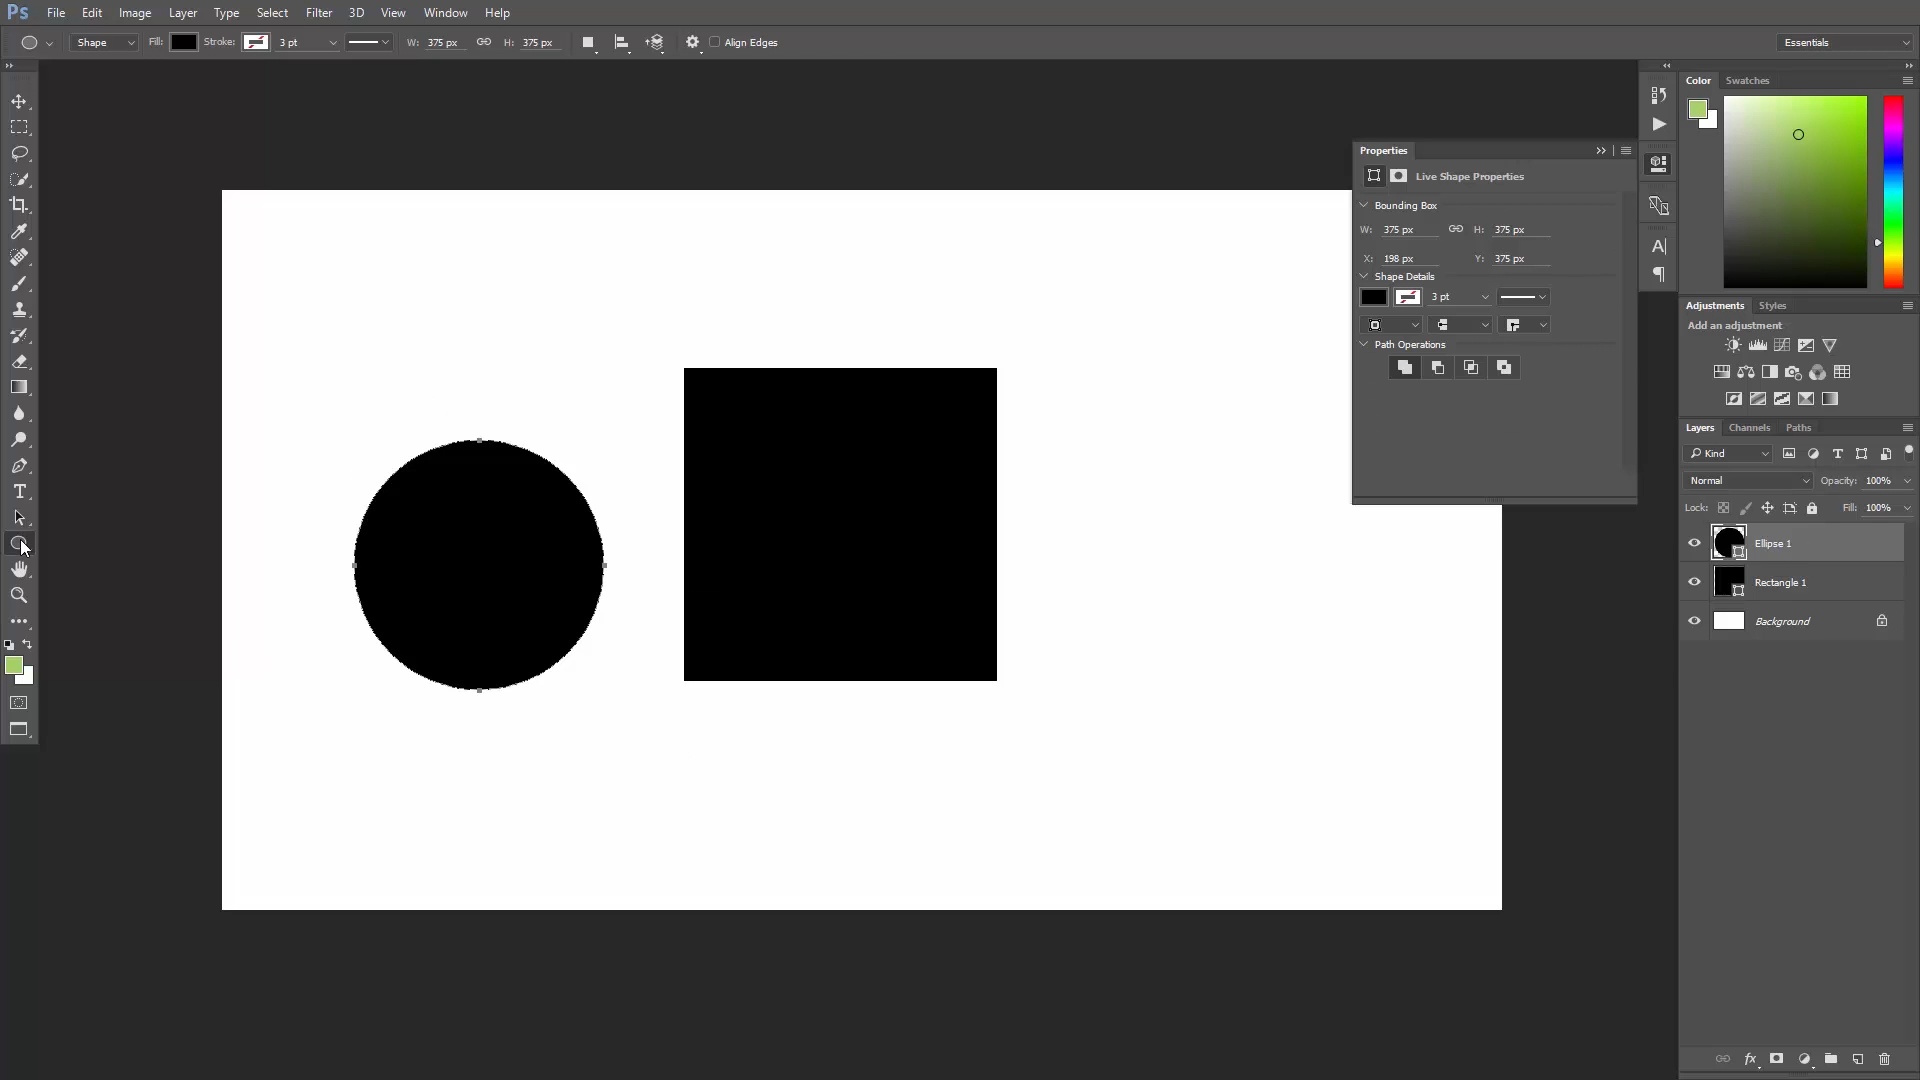 Ps File Edit Image Layer Type Select Filter 3D View Window Help
Shape Fill: Stroke: 3 pt W: 375 px H: 375 px Align Edges Essentials
Color Swatches
Properties
Live Shape Properties
Bounding Box
W: 375 px H: 375 px
X: 198 px Y: 375 px
Shape Details
3 pt
Path Operations
Adjustments Styles
Add an adjustment
Layers Channels Paths
Kind
Normal Opacity: 100%
Lock: Fill: 100%
Ellipse 1
Rectangle 1
Background
fx